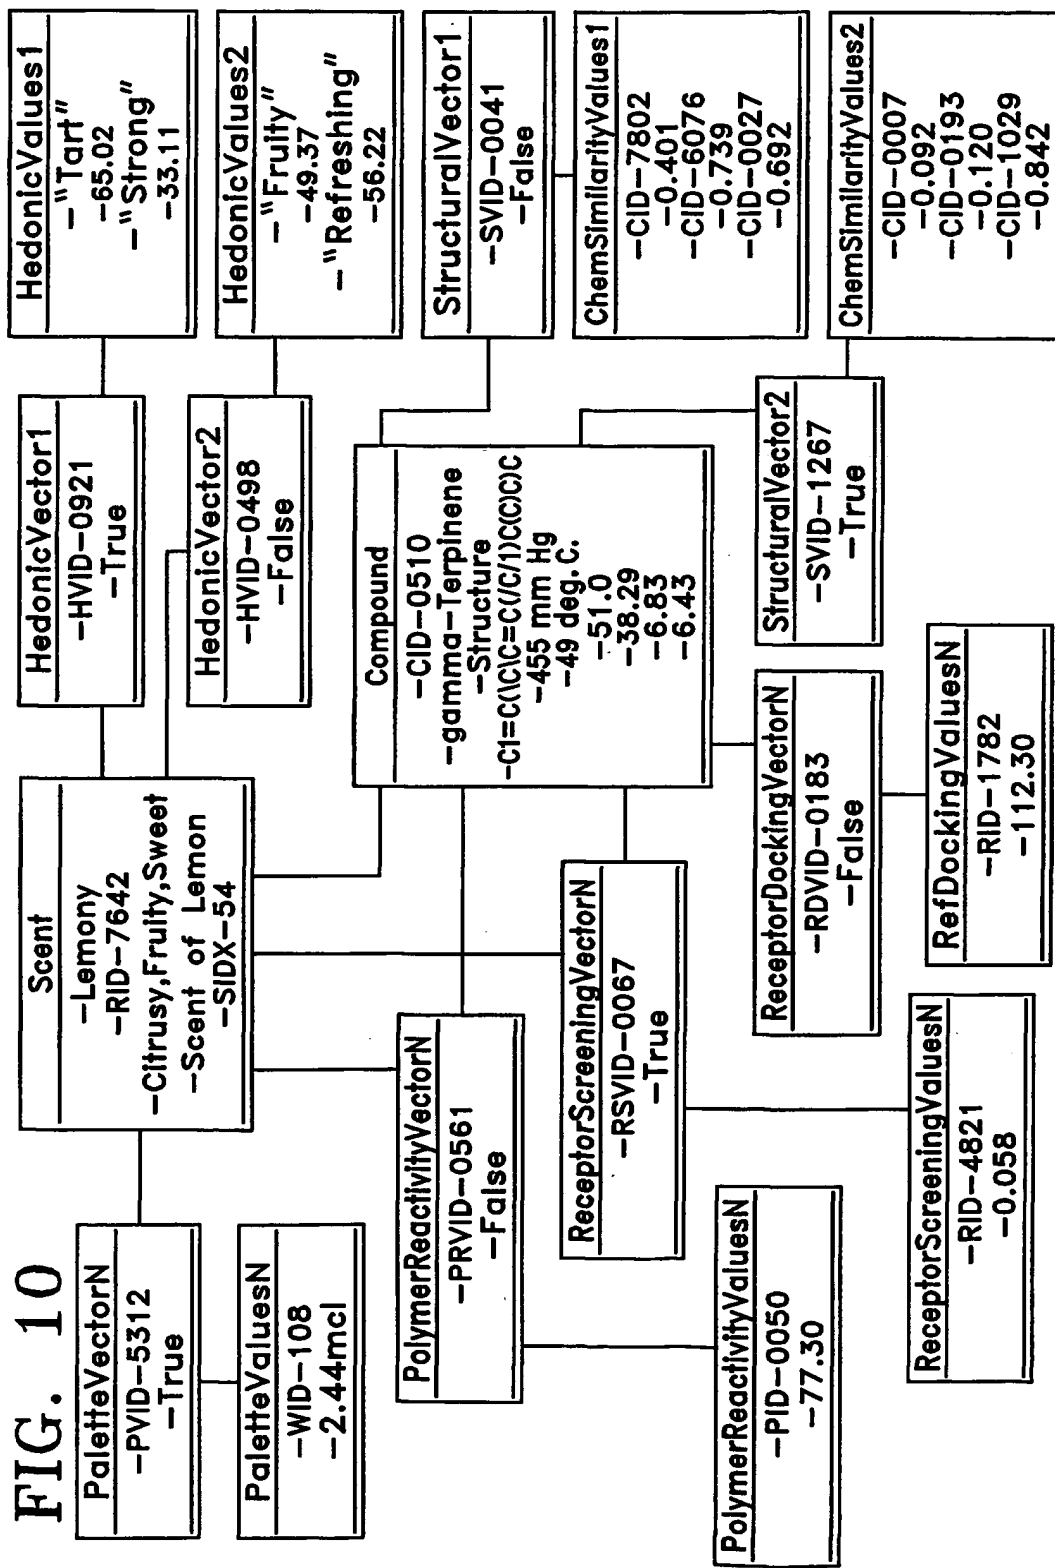 FIG. 10
PaletteVectorN
-PVID-5312
-True
PaletteValuesN
-WID-108
-2.44mcl
Scent
-Lemony
-RID-7642
-Citrusy,Fruity,Sweet
-Scent of Lemon
-SIDX-54
HedonicVector1
-HVID-0921
-True
HedonicValues1
-"Tart"
-65.02
-"Strong"
-33.11
HedonicVector2
-HVID-0498
-False
HedonicValues2
-"Fruity"
-49.37
-"Refreshing"
-56.22
PolymerReactivityVectorN
-PRVID-0561
-False
Compound
-CID-0510
-gamma-Terpinene
-Structure
-C1=C(\C\C=C(/C/1)C(C)C)C
-455 mm Hg
-49 deg.C.
-51.0
-38.29
-6.83
-6.43
StructuralVector1
-SVID-0041
-False
ChemSimilarityValues1
-CID-7802
-0.401
-CID-6076
-0.739
-CID-0027
-0.692
ReceptorScreeningVectorN
-RSVID-0067
-True
PolymerReactivityValuesN
-PID-0050
-77.30
ReceptorDockingVectorN
-RDVID-0183
-False
StructuralVector2
-SVID-1267
-True
ChemSimilarityValues2
-CID-0007
-0.092
-CID-0193
-0.120
-CID-1029
-0.842
ReceptorScreeningValuesN
-RID-4821
-0.058
RefDockingValuesN
-RID-1782
-112.30